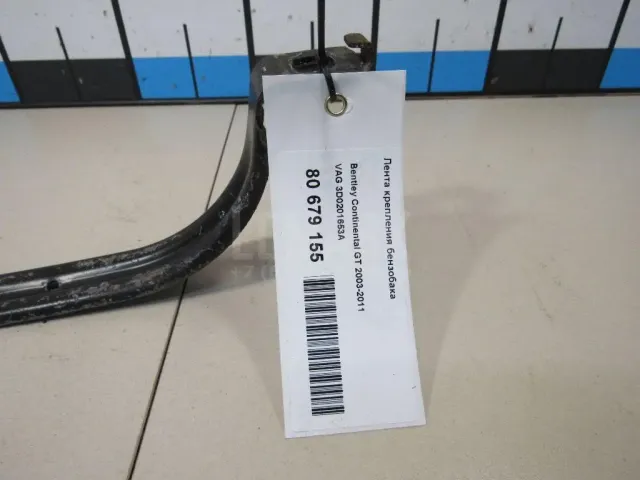 Лента крепления бензобака
Bentley Continental GT 2003-2011
VAG 3D0201653A
80 679 155